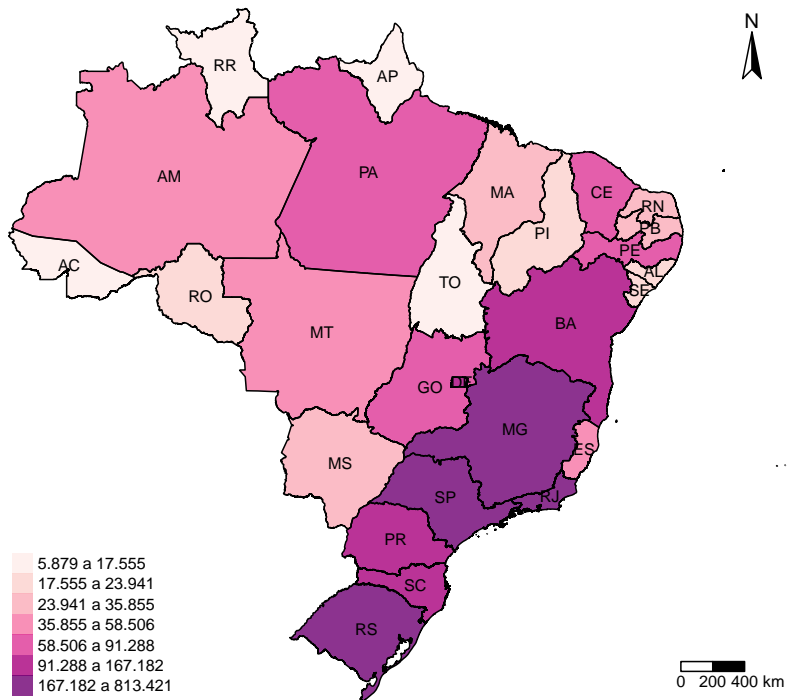 N
RR
AP
AM
PA
MA
CE
RN
PB
PI
PE
AC
AL
TO
SE
RO
BA
MT
GO
DF
MG
ES
MS
SP
RJ
PR
SC
RS
5.879 a 17.555
17.555 a 23.941
23.941 a 35.855
35.855 a 58.506
58.506 a 91.288
91.288 a 167.182
167.182 a 813.421
0 200 400 km